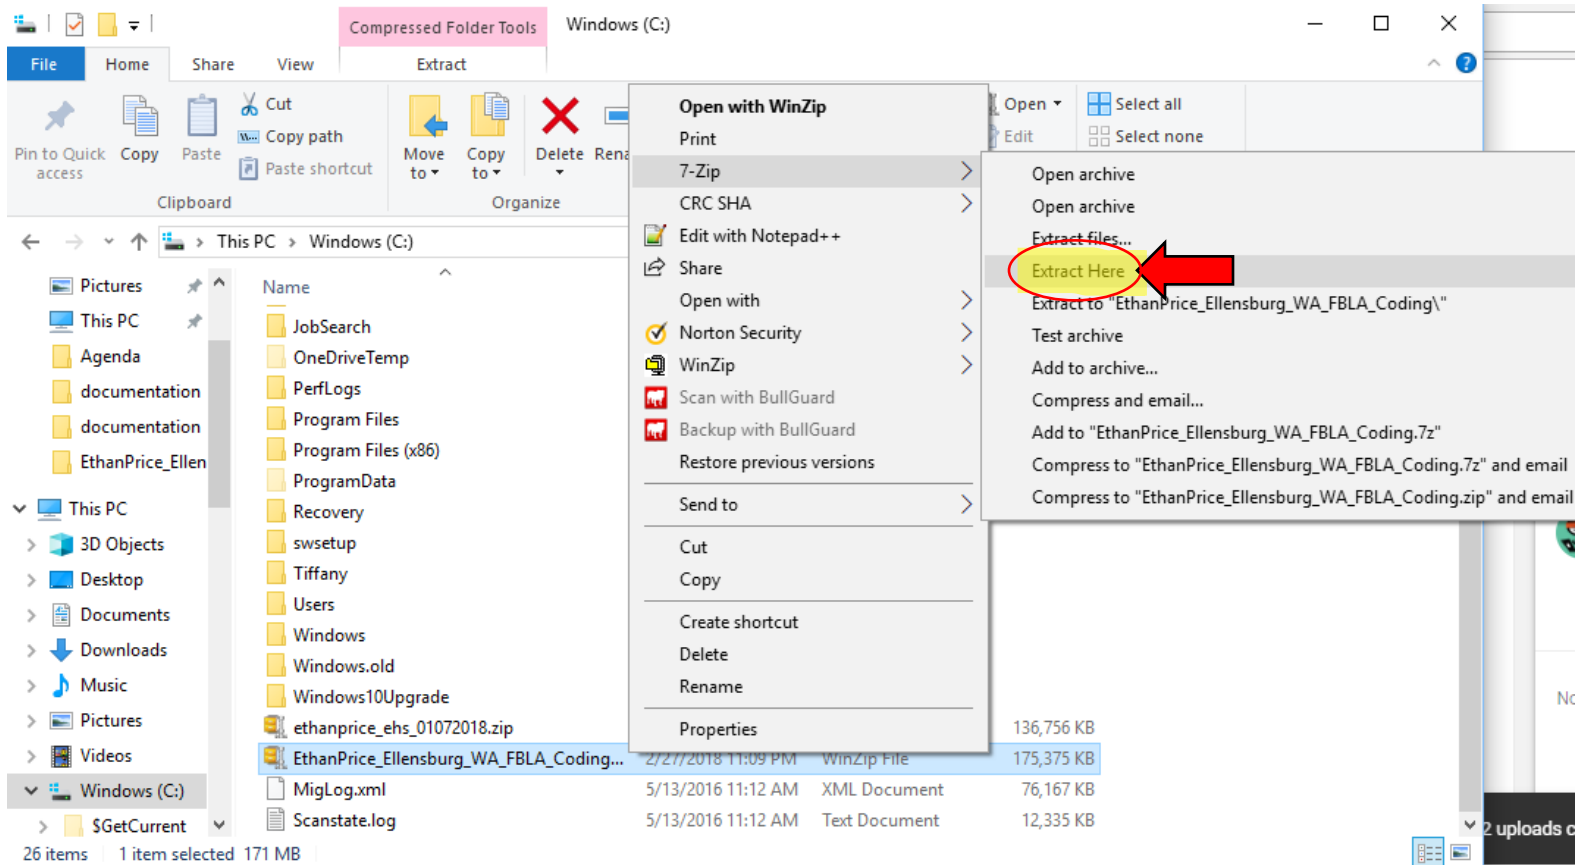 Compressed Folder Tools
Windows (C:)
File
Home
Share
View
Extract
Pin to Quick access
Copy
Paste
Cut
Copy path
Paste shortcut
Clipboard
Move to
Copy to
Delete
Organize
Open
Edit
Select all
Select none
This PC > Windows (C:)
Pictures
This PC
Agenda
documentation
documentation
EthanPrice_Ellen
This PC
3D Objects
Desktop
Documents
Downloads
Music
Pictures
Videos
Windows (C:)
$GetCurrent
Name
JobSearch
OneDriveTemp
PerfLogs
Program Files
Program Files (x86)
ProgramData
Recovery
swsetup
Tiffany
Users
Windows
Windows.old
Windows10Upgrade
ethanprice_ehs_01072018.zip 136,756 KB
EthanPrice_Ellensburg_WA_FBLA_Coding... 2/27/2018 11:09 PM WinZip File 175,375 KB
MigLog.xml 5/13/2016 11:12 AM XML Document 76,167 KB
Scanstate.log 5/13/2016 11:12 AM Text Document 12,335 KB
Open with WinZip
Print
7-Zip
CRC SHA
Edit with Notepad++
Share
Open with
Norton Security
WinZip
Scan with BullGuard
Backup with BullGuard
Restore previous versions
Send to
Cut
Copy
Create shortcut
Delete
Rename
Properties
Open archive
Open archive
Extract files...
Extract Here
Extract to "EthanPrice_Ellensburg_WA_FBLA_Coding\"
Test archive
Add to archive...
Compress and email...
Add to "EthanPrice_Ellensburg_WA_FBLA_Coding.7z"
Compress to "EthanPrice_Ellensburg_WA_FBLA_Coding.7z" and email
Compress to "EthanPrice_Ellensburg_WA_FBLA_Coding.zip" and email
2 uploads
26 items 1 item selected 171 MB